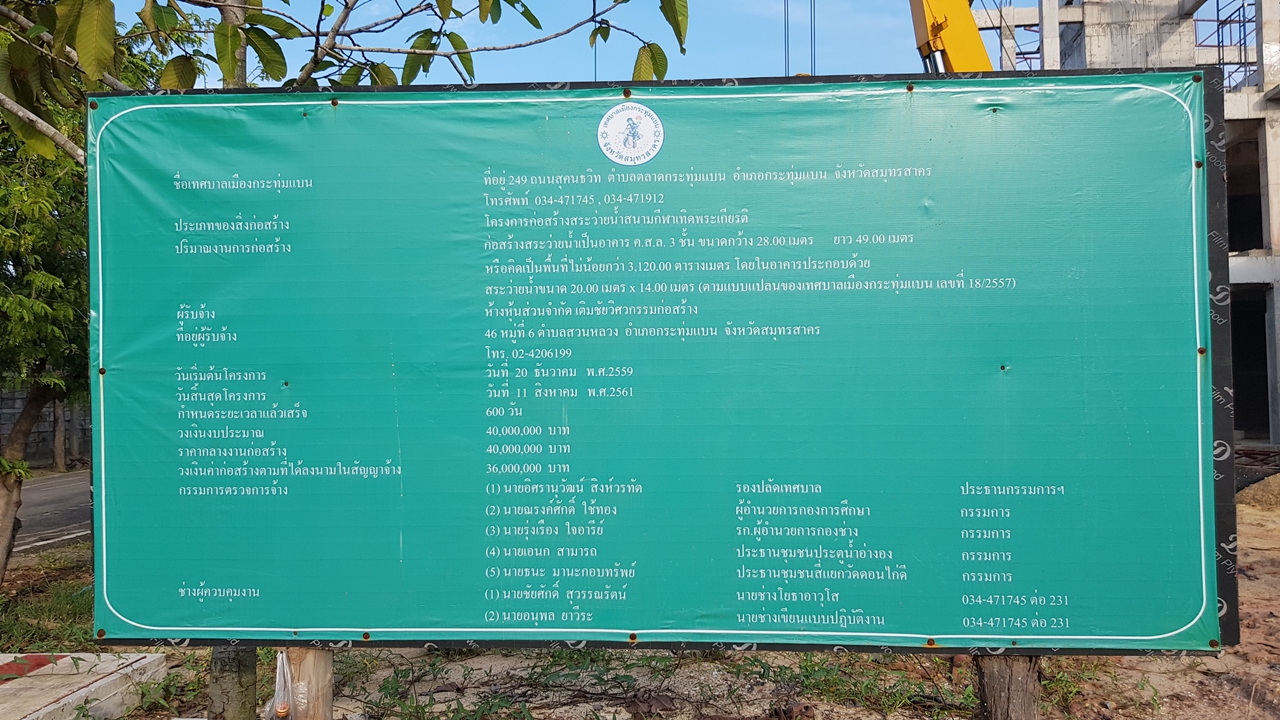 เทศบาลเมืองกระทุ่มแบน
จังหวัดสมุทรสาคร
ชื่อเทศบาลเมืองกระทุ่มแบน ที่อยู่ 249 ถนนสุคนธวิท ตำบลตลาดกระทุ่มแบน อำเภอกระทุ่มแบน จังหวัดสมุทรสาคร
โทรศัพท์ 034-471745 , 034-471912
ประเภทของสิ่งก่อสร้าง โครงการก่อสร้างสระว่ายน้ำสนามกีฬาเทิดพระเกียรติ
ปริมาณงานการก่อสร้าง ก่อสร้างสระว่ายน้ำเป็นอาคาร ค.ส.ล. 3 ชั้น ขนาดกว้าง 28.00 เมตร ยาว 49.00 เมตร
หรือคิดเป็นพื้นที่ไม่น้อยกว่า 3,120.00 ตารางเมตร โดยในอาคารประกอบด้วย
สระว่ายน้ำขนาด 20.00 เมตร x 14.00 เมตร (ตามแบบแปลนของเทศบาลเมืองกระทุ่มแบน เลขที่ 18/2557)
ผู้รับจ้าง ห้างหุ้นส่วนจำกัด เติมชัยวิศวกรรมก่อสร้าง
ที่อยู่ผู้รับจ้าง 46 หมู่ที่ 6 ตำบลสวนหลวง อำเภอกระทุ่มแบน จังหวัดสมุทรสาคร
โทร. 02-4206199
วันเริ่มต้นโครงการ วันที่ 20 ธันวาคม พ.ศ.2559
วันสิ้นสุดโครงการ วันที่ 11 สิงหาคม พ.ศ.2561
กำหนดระยะเวลาแล้วเสร็จ 600 วัน
วงเงินงบประมาณ 40,000,000 บาท
ราคากลางงานก่อสร้าง 40,000,000 บาท
วงเงินค่าก่อสร้างตามที่ได้ลงนามในสัญญาจ้าง 36,000,000 บาท
กรรมการตรวจการจ้าง (1) นายอิศรานุวัฒน์ สิงห์วรทัต รองปลัดเทศบาล ประธานกรรมการฯ
(2) นายณรงค์ศักดิ์ ใช้ทอง ผู้อำนวยการกองการศึกษา กรรมการ
(3) นายรุ่งเรือง ใจอารีย์ รก.ผู้อำนวยการกองช่าง กรรมการ
(4) นายเอนก สามารถ ประธานชุมชนประตูน้ำอ่างอง กรรมการ
(5) นายธนะ มานะกอบทรัพย์ ประธานชุมชนสี่แยกวัดดอนไก่ดี กรรมการ
ช่างผู้ควบคุมงาน (1) นายชัยศักดิ์ สุวรรณรัตน์ นายช่างโยธาอาวุโส 034-471745 ต่อ 231
(2) นายอนุพล ยาวีระ นายช่างเขียนแบบปฏิบัติงาน 034-471745 ต่อ 231